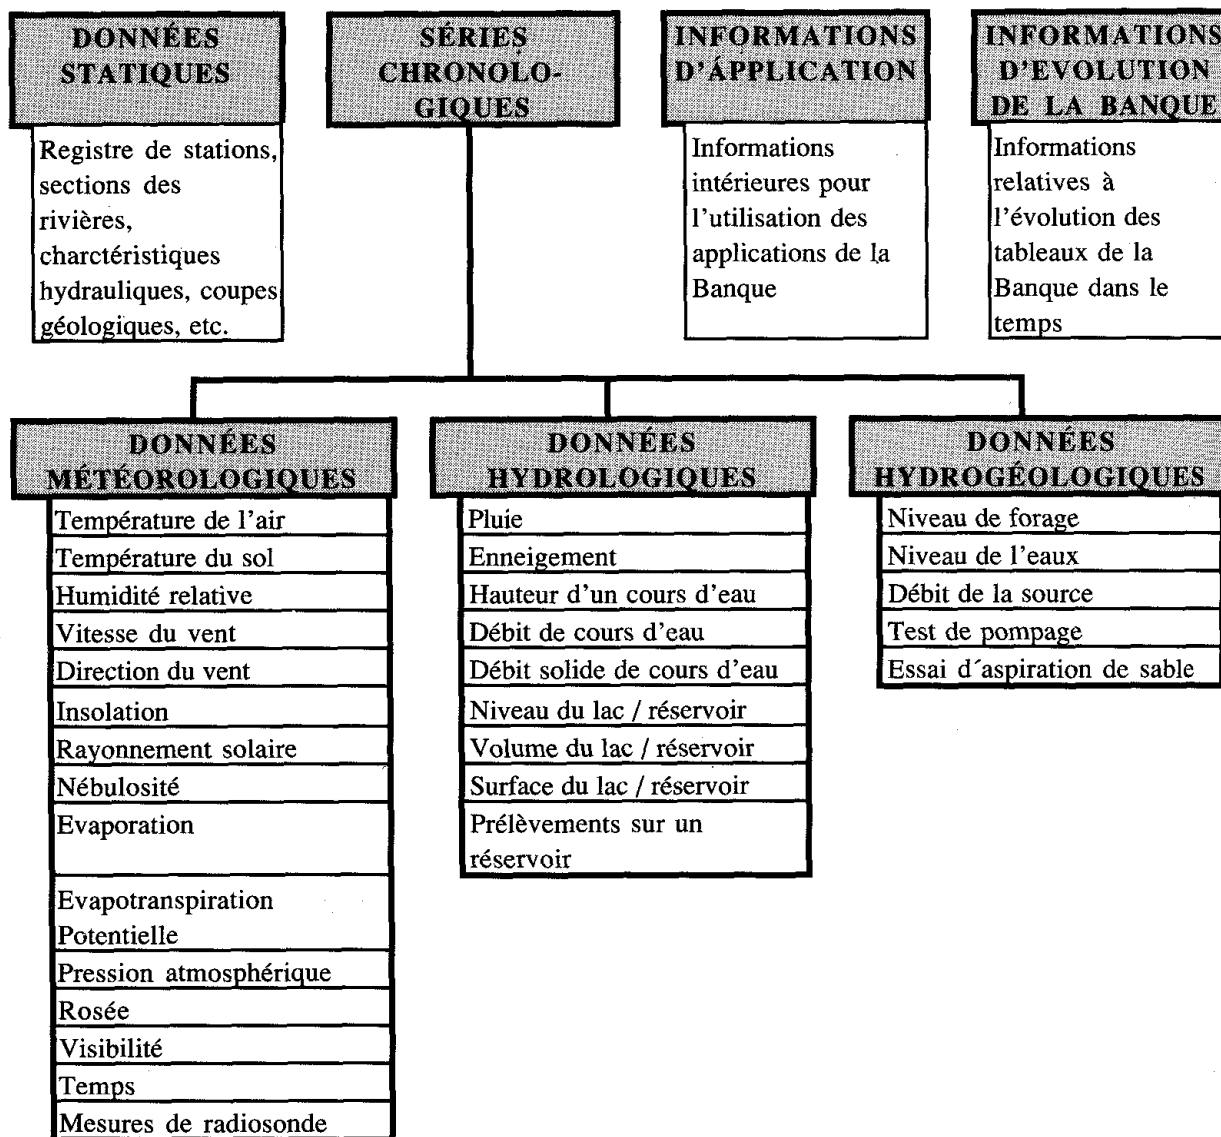 DONNÉES
STATIQUES
Registre de stations,
sections des
rivières,
charctéristiques
hydrauliques, coupes
géologiques, etc.
SÉRIES
CHRONOLO-
GIQUES
INFORMATIONS
D'ÁPPLICATION
Informations
intérieures pour
l'utilisation des
applications de la
Banque
INFORMATIONS
D'EVOLUTION
DE LA BANQUE
Informations
relatives à
l'évolution des
tableaux de la
Banque dans le
temps
DONNÉES
MÉTÉOROLOGIQUES
Température de l'air
Température du sol
Humidité relative
Vitesse du vent
Direction du vent
Insolation
Rayonnement solaire
Nébulosité
Evaporation
Evapotranspiration
Potentielle
Pression atmosphérique
Rosée
Visibilité
Temps
Mesures de radiosonde
DONNÉES
HYDROLOGIQUES
Pluie
Enneigement
Hauteur d'un cours d'eau
Débit de cours d'eau
Débit solide de cours d'eau
Niveau du lac / réservoir
Volume du lac / réservoir
Surface du lac / réservoir
Prélèvements sur un
réservoir
DONNÉES
HYDROGÉOLOGIQUES
Niveau de forage
Niveau de l'eaux
Débit de la source
Test de pompage
Essai d´aspiration de sable